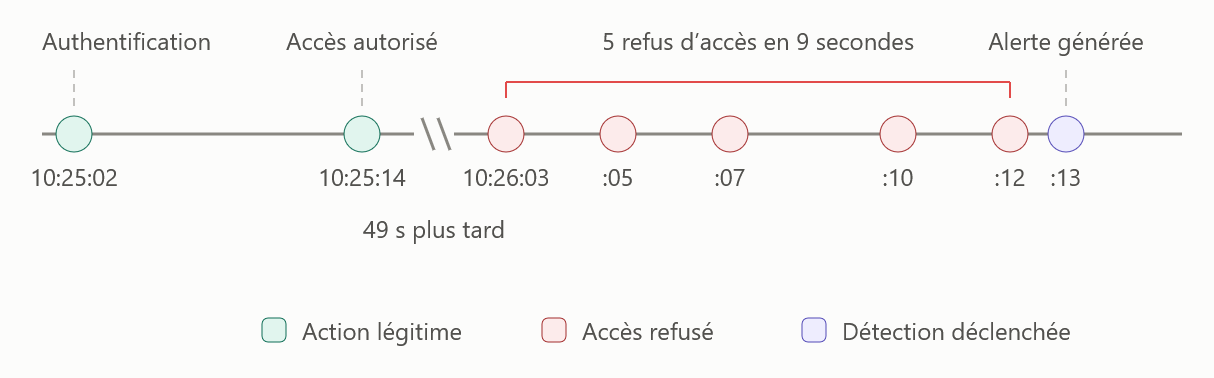 Authentification
Accès autorisé
5 refus d’accès en 9 secondes
Alerte générée
10:25:02
10:25:14
10:26:03
:05
:07
:10
:12
:13
49 s plus tard
Action légitime
Accès refusé
Détection déclenchée